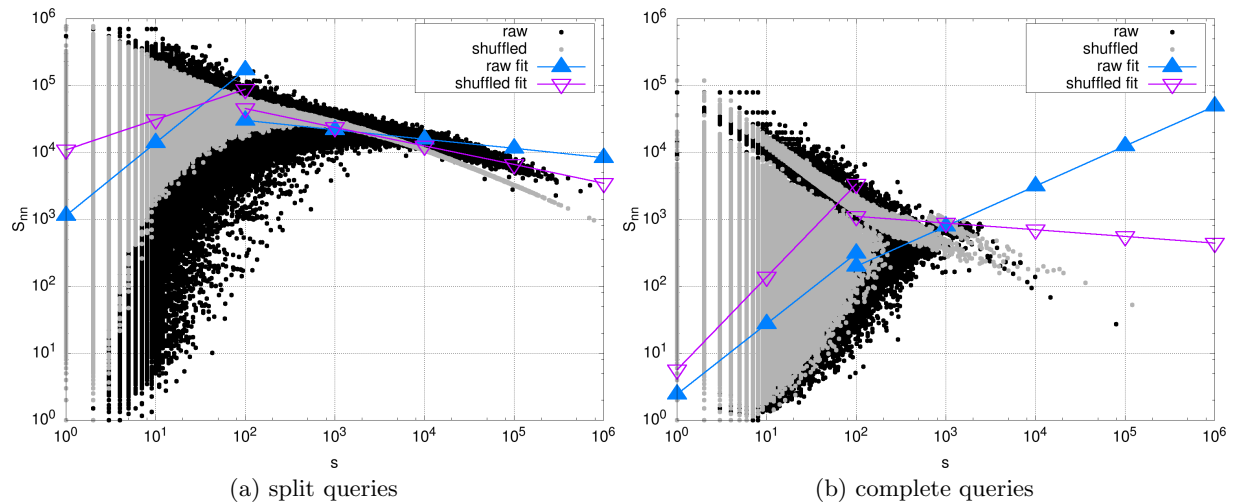 10^6
10^5
10^4
10^3
10^2
10^1
10^0
S_nn
raw
shuffled
raw fit
shuffled fit
10^0 10^1 10^2 10^3 10^4 10^5 10^6
s
(a) split queries
10^6
10^5
10^4
10^3
10^2
10^1
10^0
S_nn
raw
shuffled
raw fit
shuffled fit
10^0 10^1 10^2 10^3 10^4 10^5 10^6
s
(b) complete queries